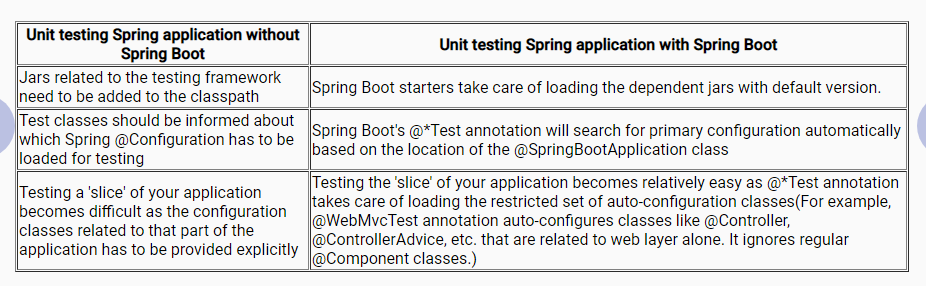 Unit testing Spring application without
Spring Boot
Unit testing Spring application with Spring Boot
Jars related to the testing framework
need to be added to the classpath
Spring Boot starters take care of loading the dependent jars with default version.
Test classes should be informed about
which Spring @Configuration has to be
loaded for testing
Spring Boot's @*Test annotation will search for primary configuration automatically
based on the location of the @SpringBootApplication class
Testing a 'slice' of your application
becomes difficult as the configuration
classes related to that part of the
application has to be provided explicitly
Testing the 'slice' of your application becomes relatively easy as @*Test annotation
takes care of loading the restricted set of auto-configuration classes(For example,
@WebMvcTest annotation auto-configures classes like @Controller,
@ControllerAdvice, etc. that are related to web layer alone. It ignores regular
@Component classes.)